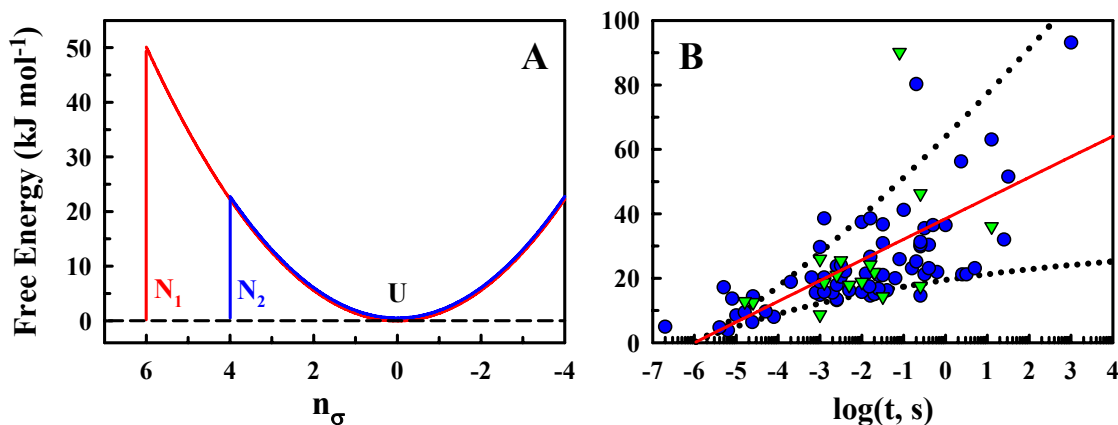 A
B
Free Energy (kJ mol⁻¹)
50
40
30
20
10
0
N₁
N₂
U
6 4 2 0 -2 -4
n_σ
100
80
60
40
20
0
-7 -6 -5 -4 -3 -2 -1 0 1 2 3 4
log(t, s)